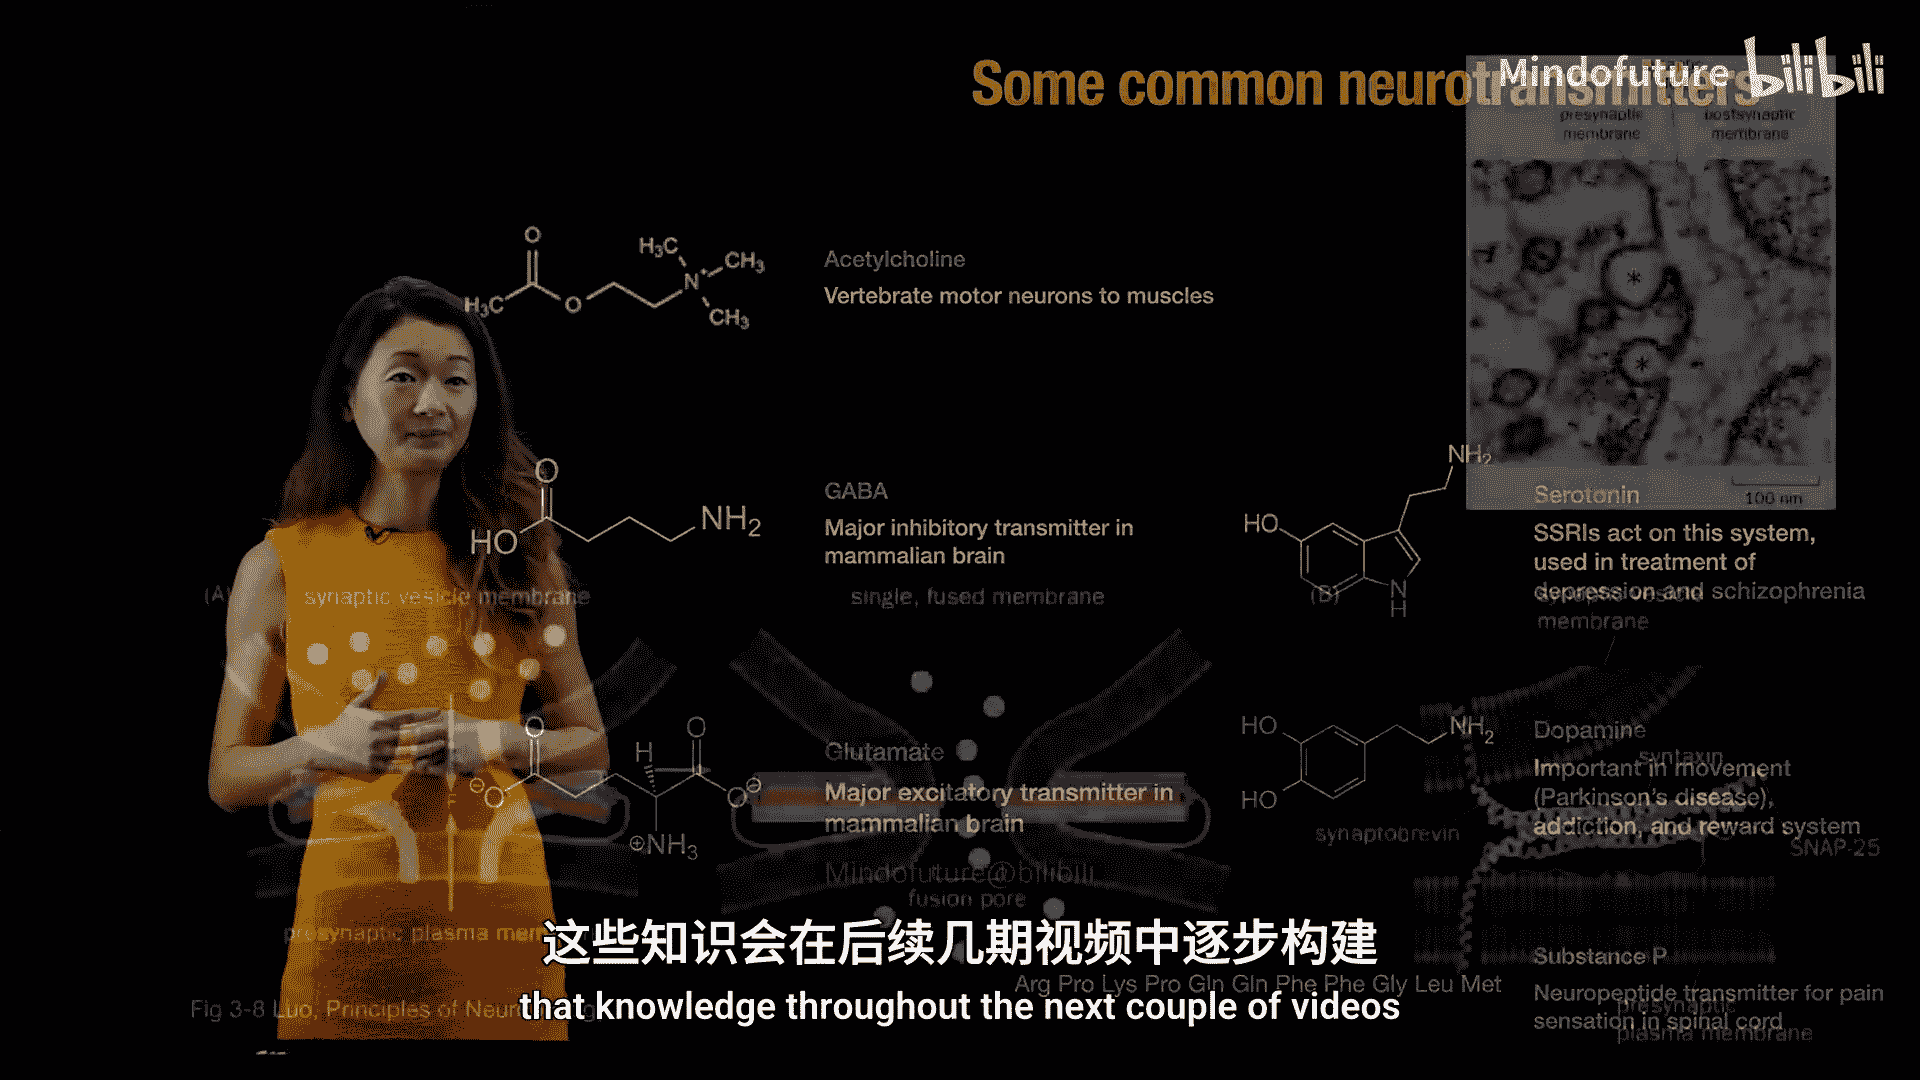 Some common neurotransmitters
Mindofuture bilibili
presynaptic membrane
postsynaptic membrane
O
H₃C
CH₃
N⁺
H₃C
O
CH₃
Acetylcholine
Vertebrate motor neurons to muscles
*
*
100 nm
O
HO
NH₂
GABA
Major inhibitory transmitter in
mammalian brain
NH₂
HO
N
H
Serotonin
SSRIs act on this system,
used in treatment of
depression and schizophrenia
(A)
synaptic vesicle membrane
single, fused membrane
(B)
synaptic vesicle
membrane
O
H
O
⊖O
O⊖
⊕NH₃
Glutamate
Major excitatory transmitter in
mammalian brain
HO
HO
NH₂
Dopamine
Important in movement
(Parkinson's disease),
addiction, and reward system
syntaxin
synaptobrevin
SNAP-25
Mindofuture@bilibili
fusion pore
presynaptic plasma mem
Substance P
Arg Pro Lys Pro Gln Gln Phe Phe Gly Leu Met
Neuropeptide transmitter for pain
sensation in spinal cord
presynaptic
plasma membrane
Fig 3-8 Luo, Principles of Neur
这些知识会在后续几期视频中逐步构建
that knowledge throughout the next couple of videos